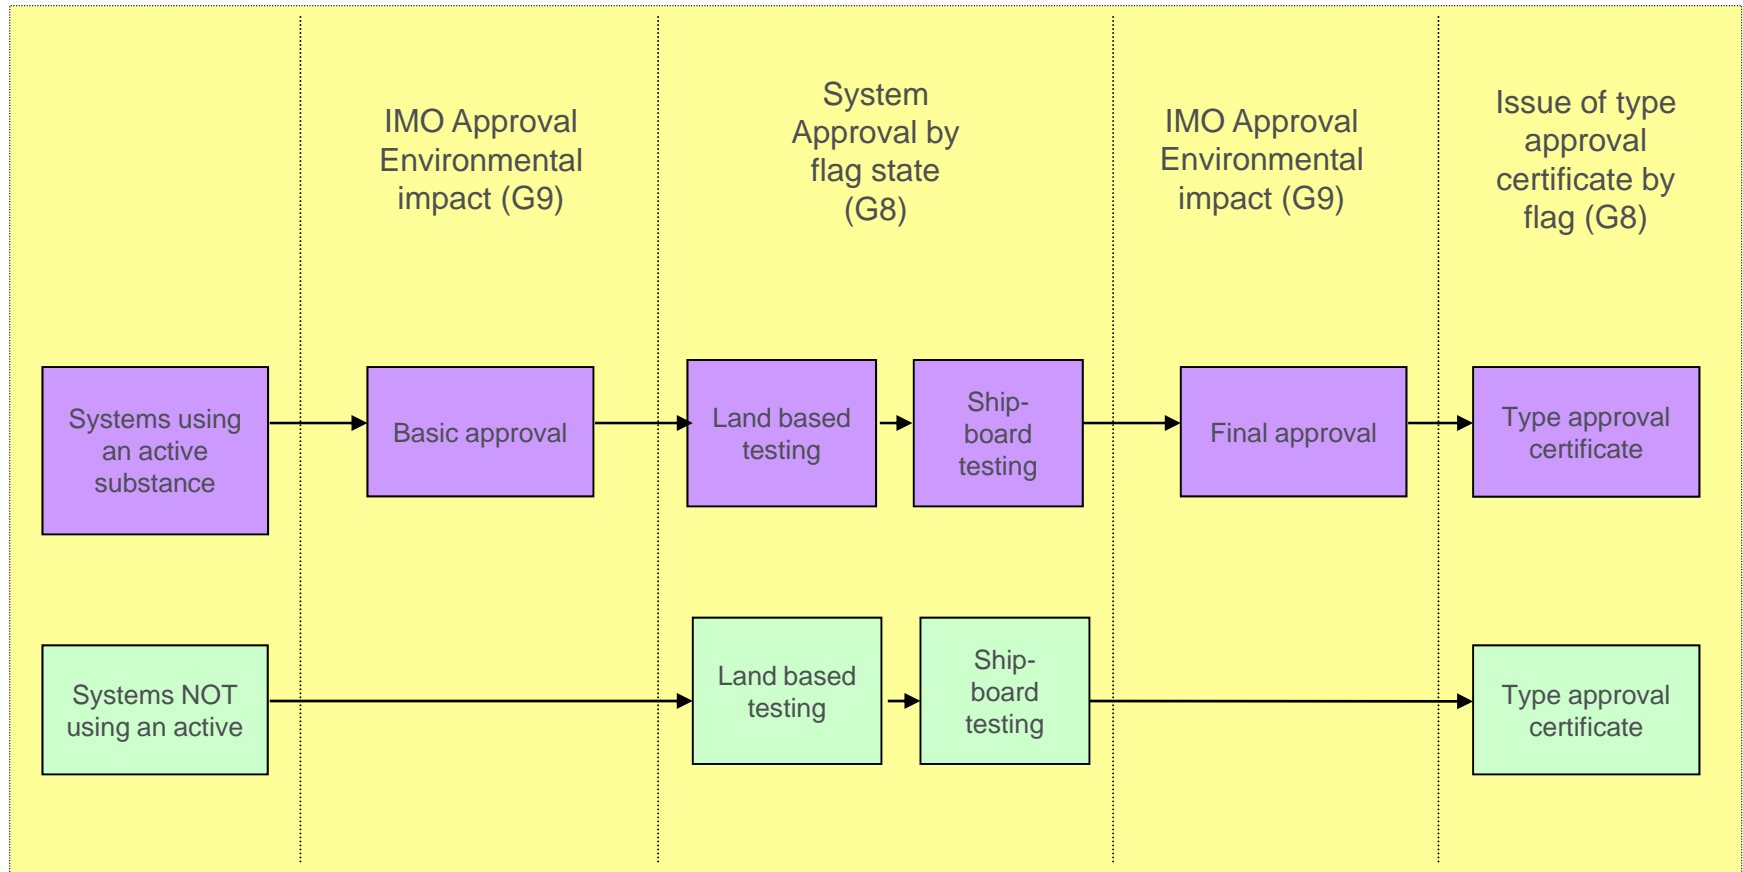 IMO Approval
Environmental
impact (G9)
System
Approval by
flag state
(G8)
IMO Approval
Environmental
impact (G9)
Issue of type
approval
certificate by
flag (G8)
Systems using
an active
substance
Basic approval
Land based
testing
Ship-
board
testing
Final approval
Type approval
certificate
Systems NOT
using an active
Land based
testing
Ship-
board
testing
Type approval
certificate